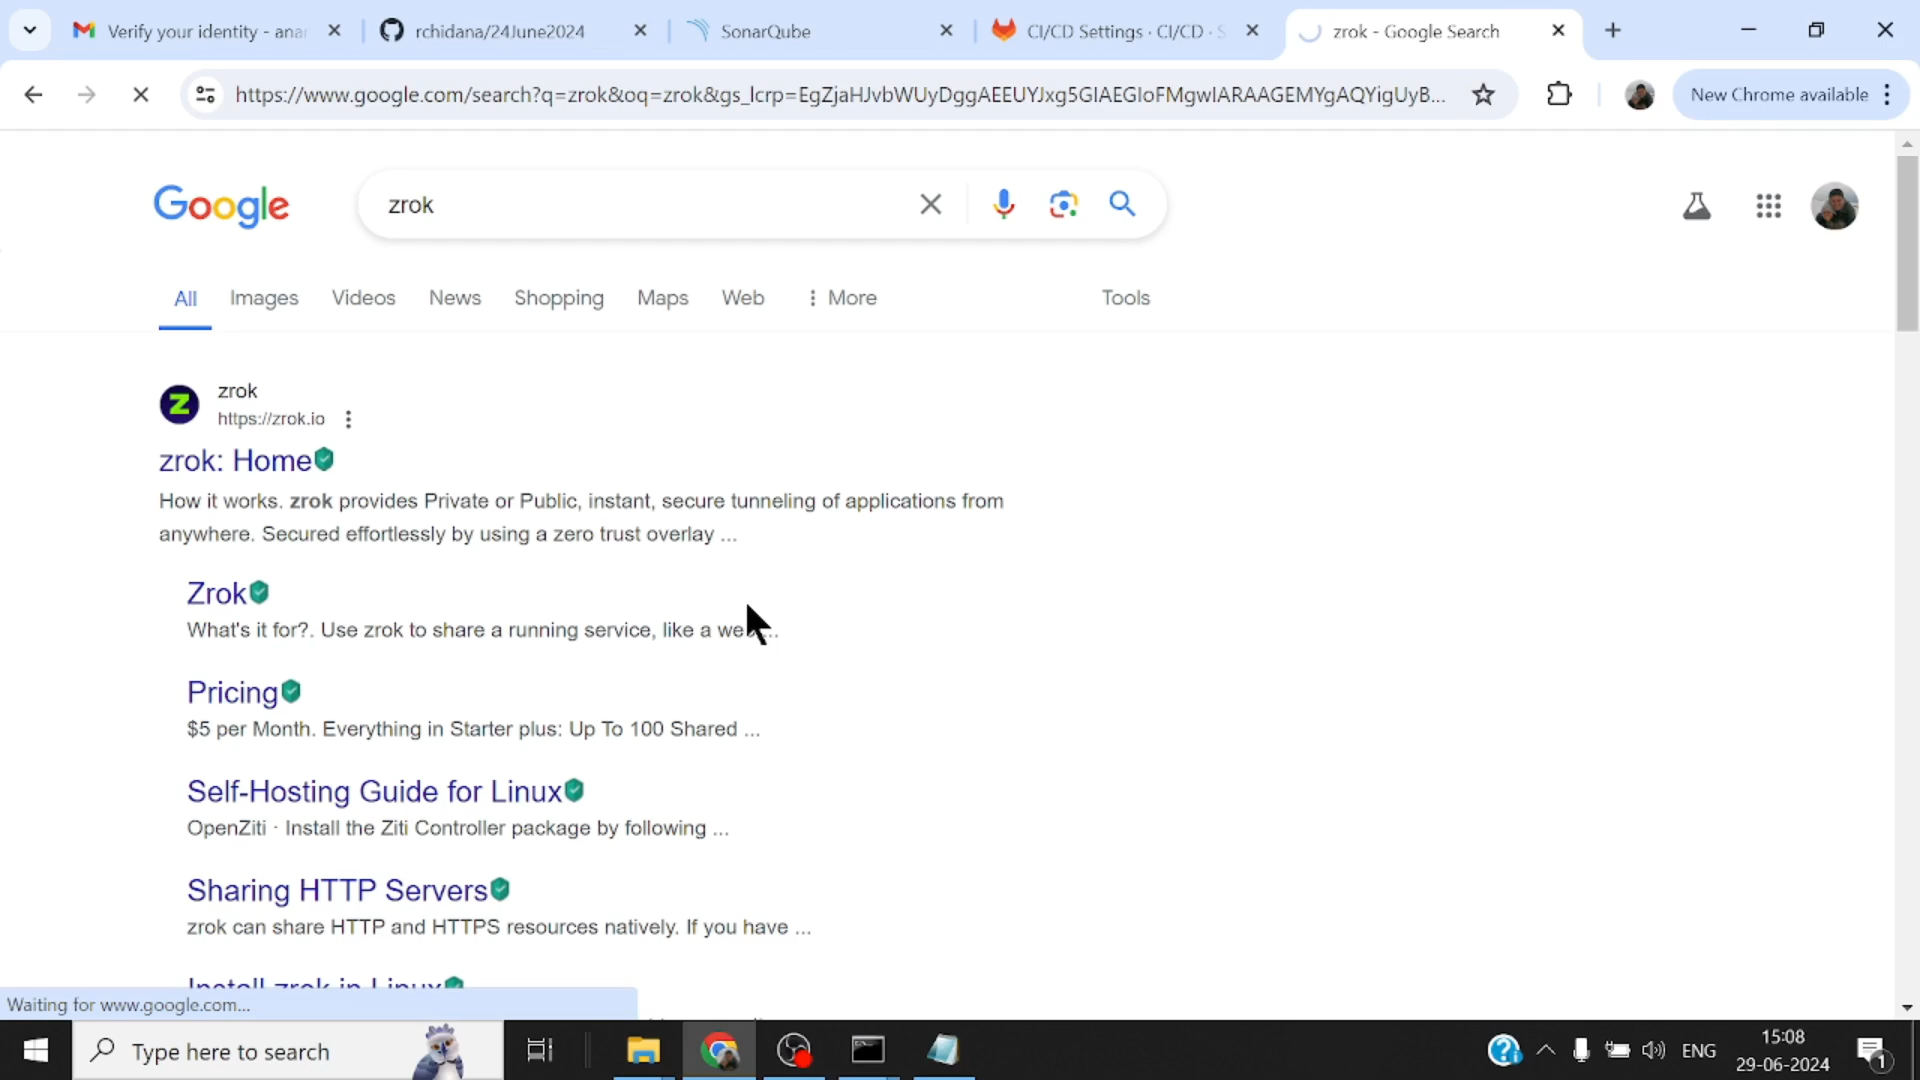 Verify your identity - ana
rchidana/24June2024
SonarQube
CI/CD Settings · CI/CD · S
zrok - Google Search
https://www.google.com/search?q=zrok&oq=zrok&gs_lcrp=EgZjaHJvbWUyDggAEEUYJxg5GIAEGIoFMgwIARAAGEMYgAQYigUyB...
New Chrome available
Google
zrok
All
Images
Videos
News
Shopping
Maps
Web
More
Tools
zrok
https://zrok.io
zrok: Home
How it works. zrok provides Private or Public, instant, secure tunneling of applications from
anywhere. Secured effortlessly by using a zero trust overlay ...
Zrok
What's it for?. Use zrok to share a running service, like a we ...
Pricing
$5 per Month. Everything in Starter plus: Up To 100 Shared ...
Self-Hosting Guide for Linux
OpenZiti · Install the Ziti Controller package by following ...
Sharing HTTP Servers
zrok can share HTTP and HTTPS resources natively. If you have ...
Install zrok in Linux
Waiting for www.google.com...
Type here to search
ENG
15:08
29-06-2024
1